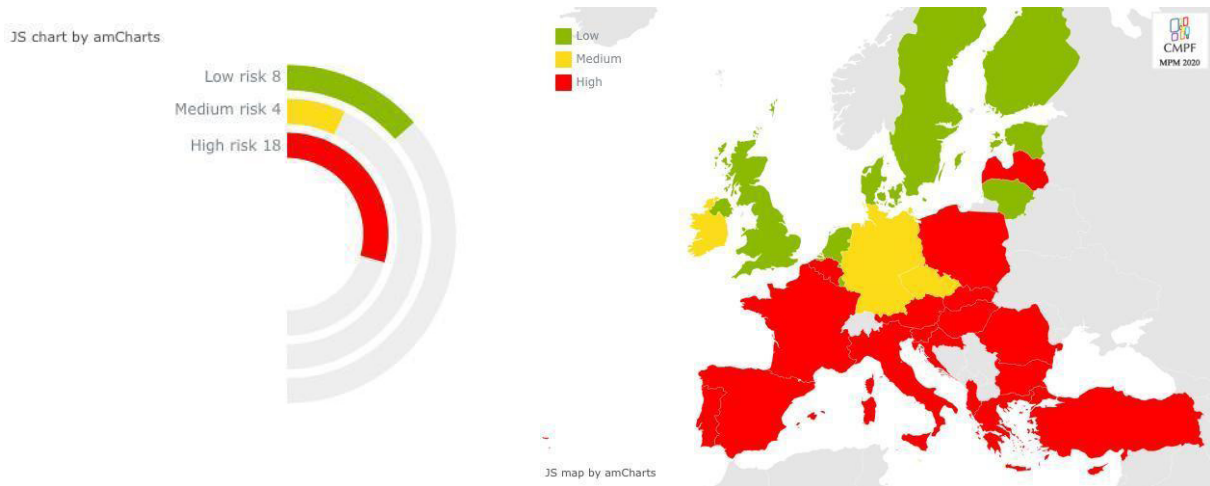 JS chart by amCharts
Low risk 8
Medium risk 4
High risk 18
Low
Medium
High
CMPF
MPM 2020
JS map by amCharts